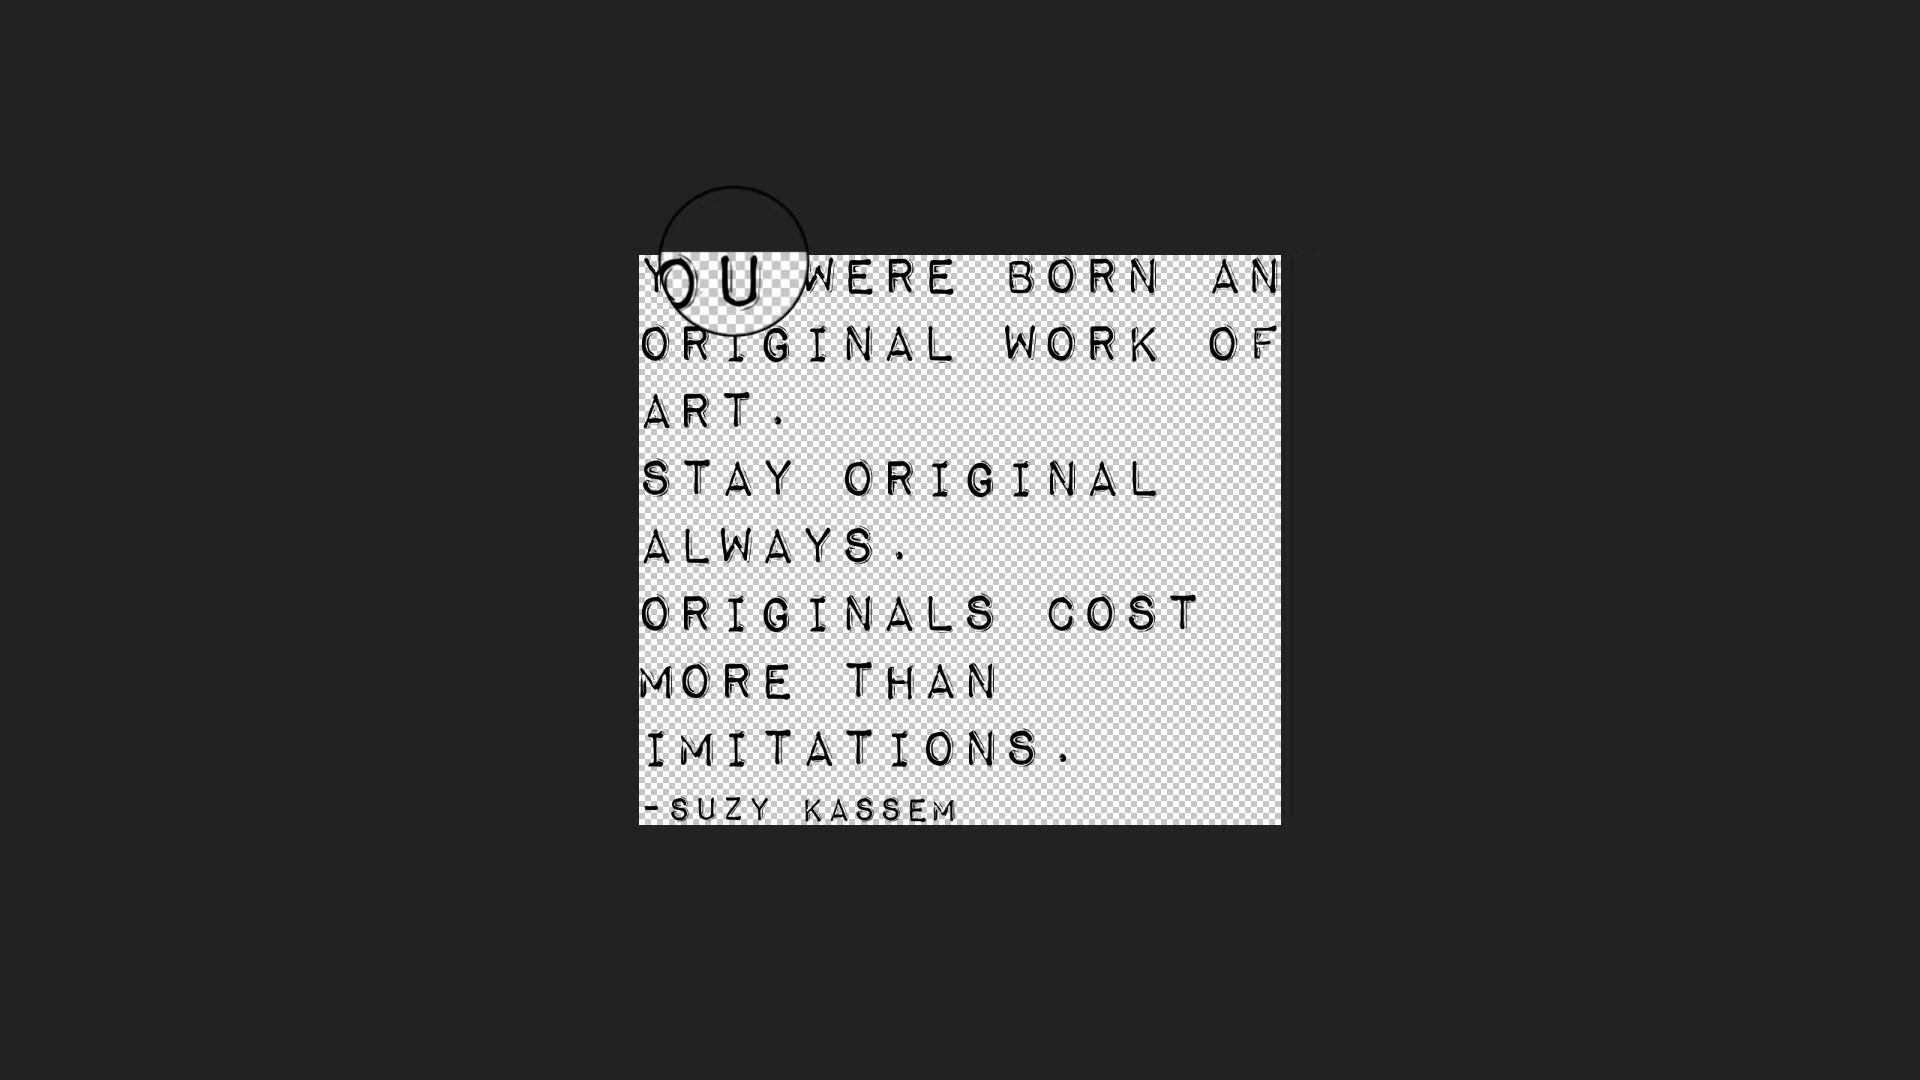 YOU WERE BORN AN
ORIGINAL WORK OF
ART.
STAY ORIGINAL
ALWAYS.
ORIGINALS COST
MORE THAN
IMITATIONS.
-SUZY KASSEM